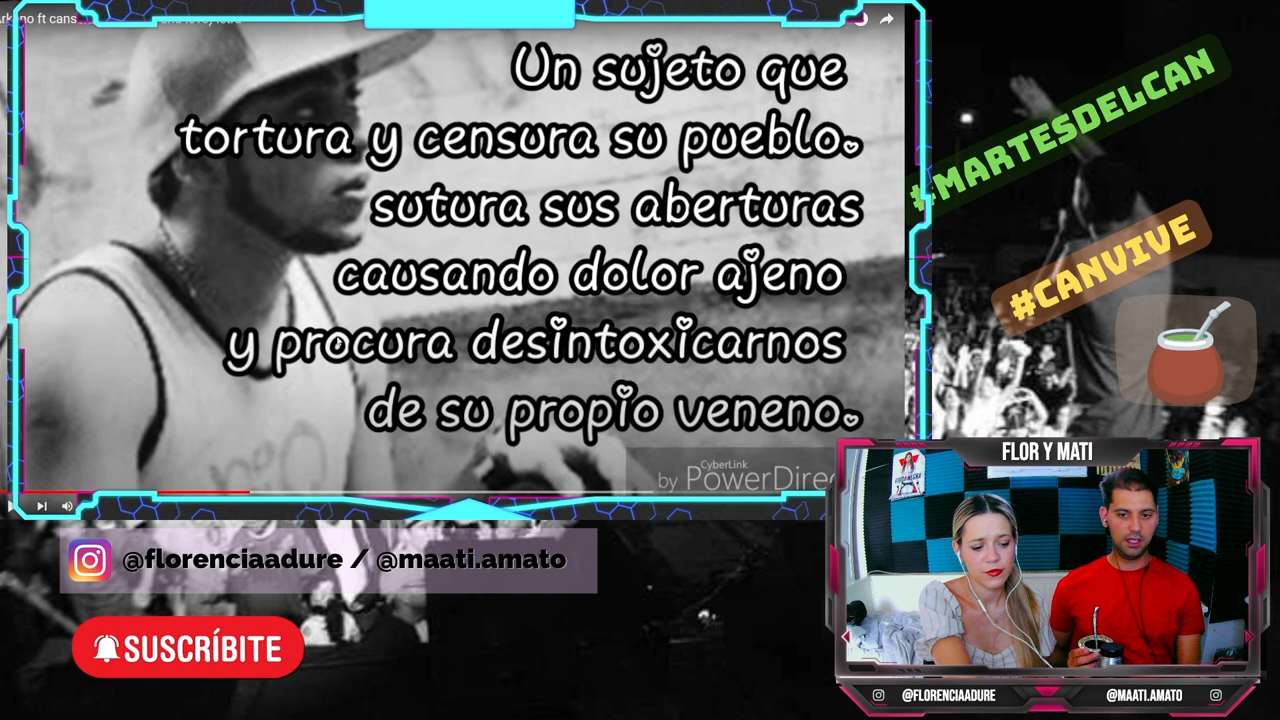 Un sujeto que
tortura y censura su pueblo.
sutura sus aberturas
causando dolor ajeno
y procura desintoxicarnos
de su propio veneno.
CyberLink
by PowerDire
#MARTESDELCAN
#CANVIVE
FLOR Y MATI
@florenciaadure / @maati.amato
SUSCRÍBITE
@FLORENCIAADURE
@MAATI.AMATO